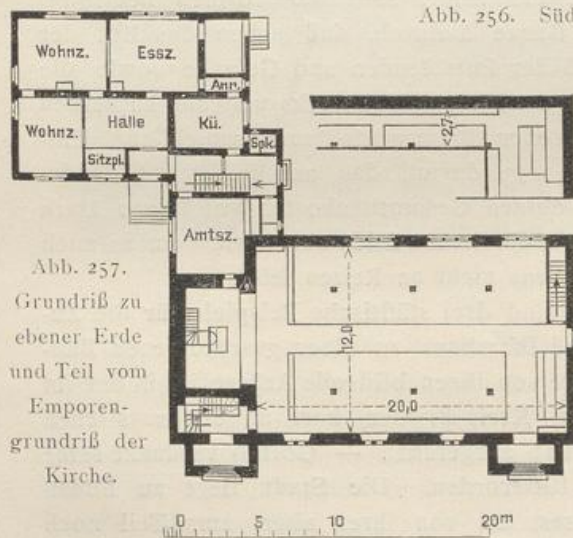 Abb. 256. Süd
Wohnz. Essz.
Anr.
Wohnz. Halle Kü.
Sitzpl. Spk.
2,7
Amtsz.
Abb. 257.
Grundriß zu
ebener Erde
und Teil vom
Emporen-
grundriß der
Kirche.
12,0
20,0
0 5 10 20m